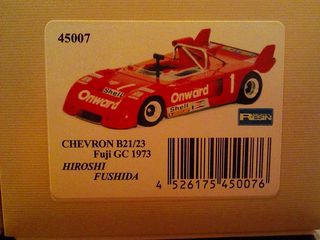 45007
Shell
Onward
Onward
1
Shell
RESIN
CHEVRON B21/23
Fuji GC 1973
HIROSHI
FUSHIDA
4 526175 450076